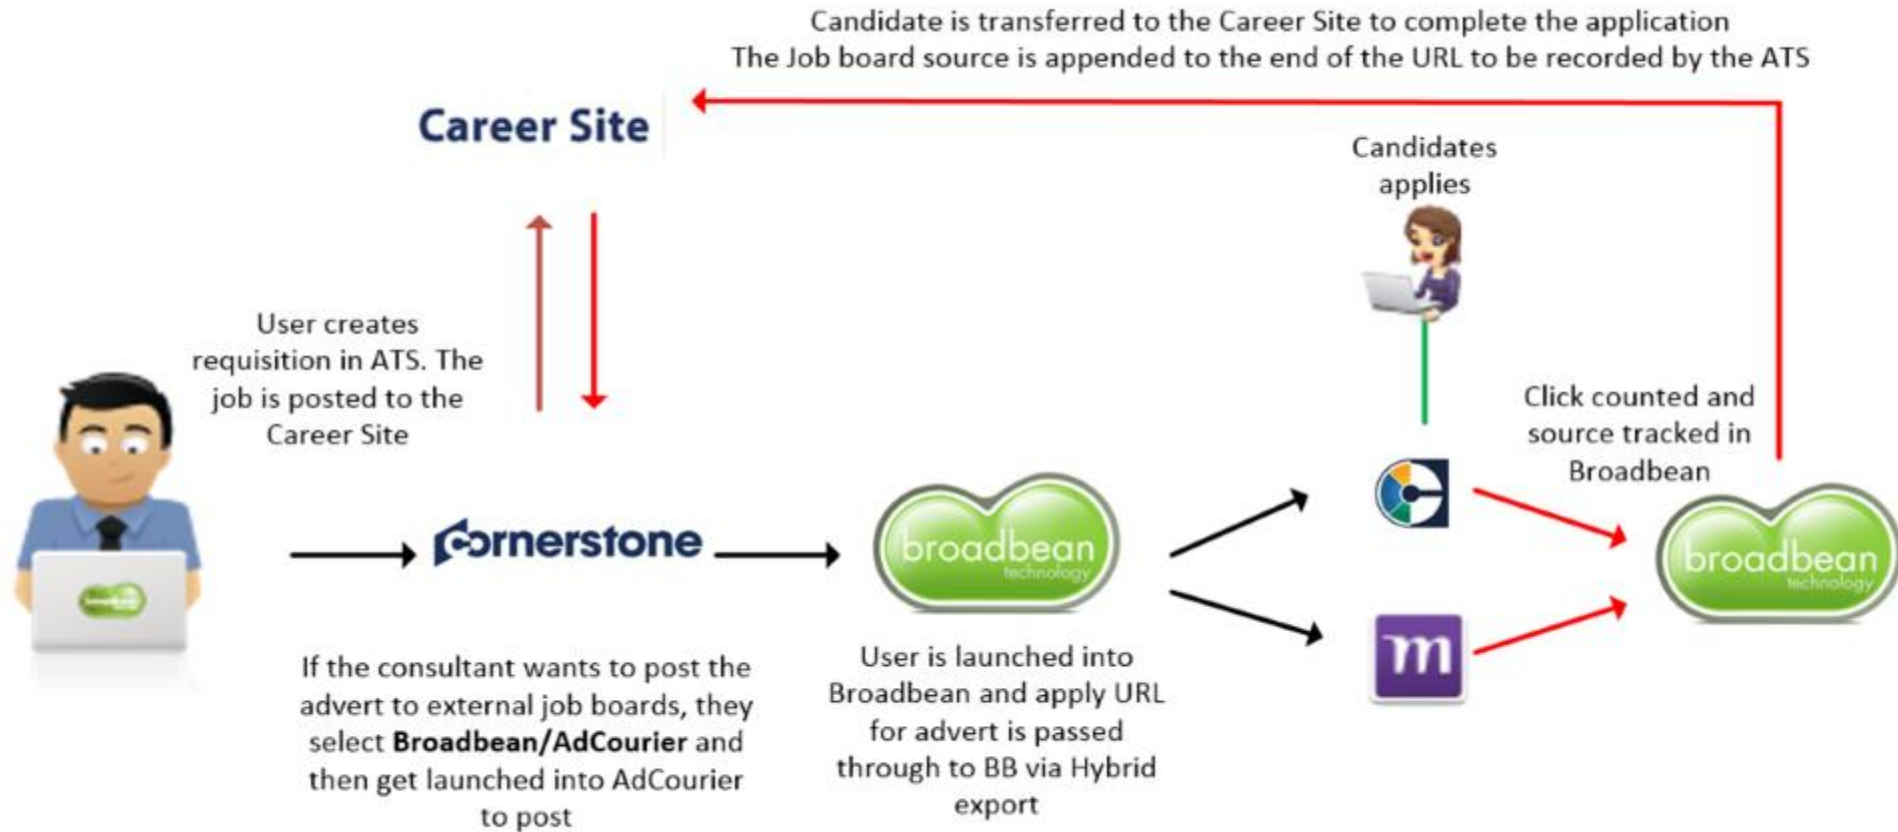 Candidate is transferred to the Career Site to complete the application
The Job board source is appended to the end of the URL to be recorded by the ATS
Career Site
Candidates
applies
User creates
requisition in ATS. The
job is posted to the
Career Site
Click counted and
source tracked in
Broadbean
cornerstone
broadbean
technology
broadbean
technology
m
If the consultant wants to post the
advert to external job boards, they
select Broadbean/AdCourier and
then get launched into AdCourier
to post
User is launched into
Broadbean and apply URL
for advert is passed
through to BB via Hybrid
export